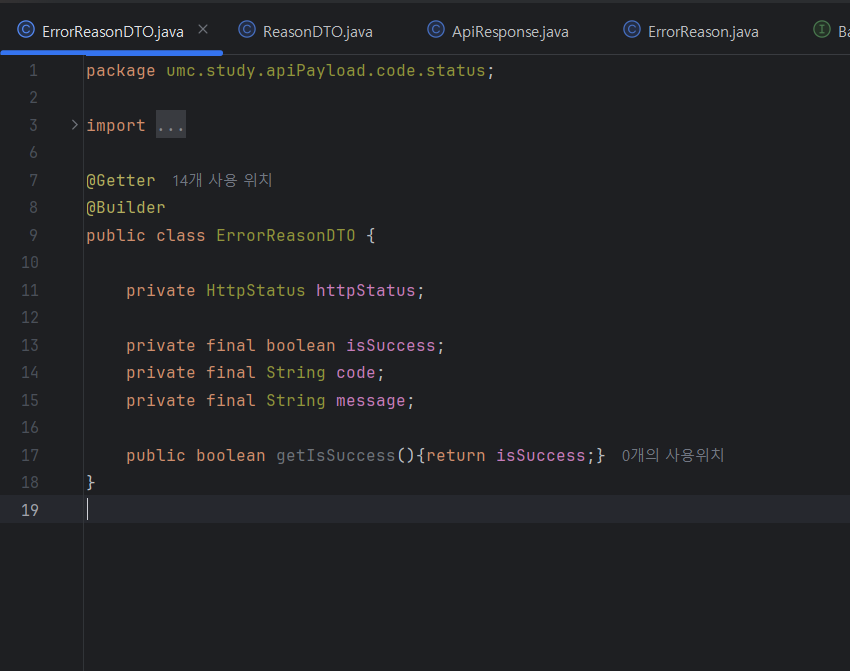 ErrorReasonDTO.java ReasonDTO.java ApiResponse.java ErrorReason.java
1 package umc.study.apiPayload.code.status;
2
3 import ...
6
7 @Getter 14개 사용 위치
8 @Builder
9 public class ErrorReasonDTO {
10
11 private HttpStatus httpStatus;
12
13 private final boolean isSuccess;
14 private final String code;
15 private final String message;
16
17 public boolean getIsSuccess(){return isSuccess;} 0개의 사용위치
18 }
19